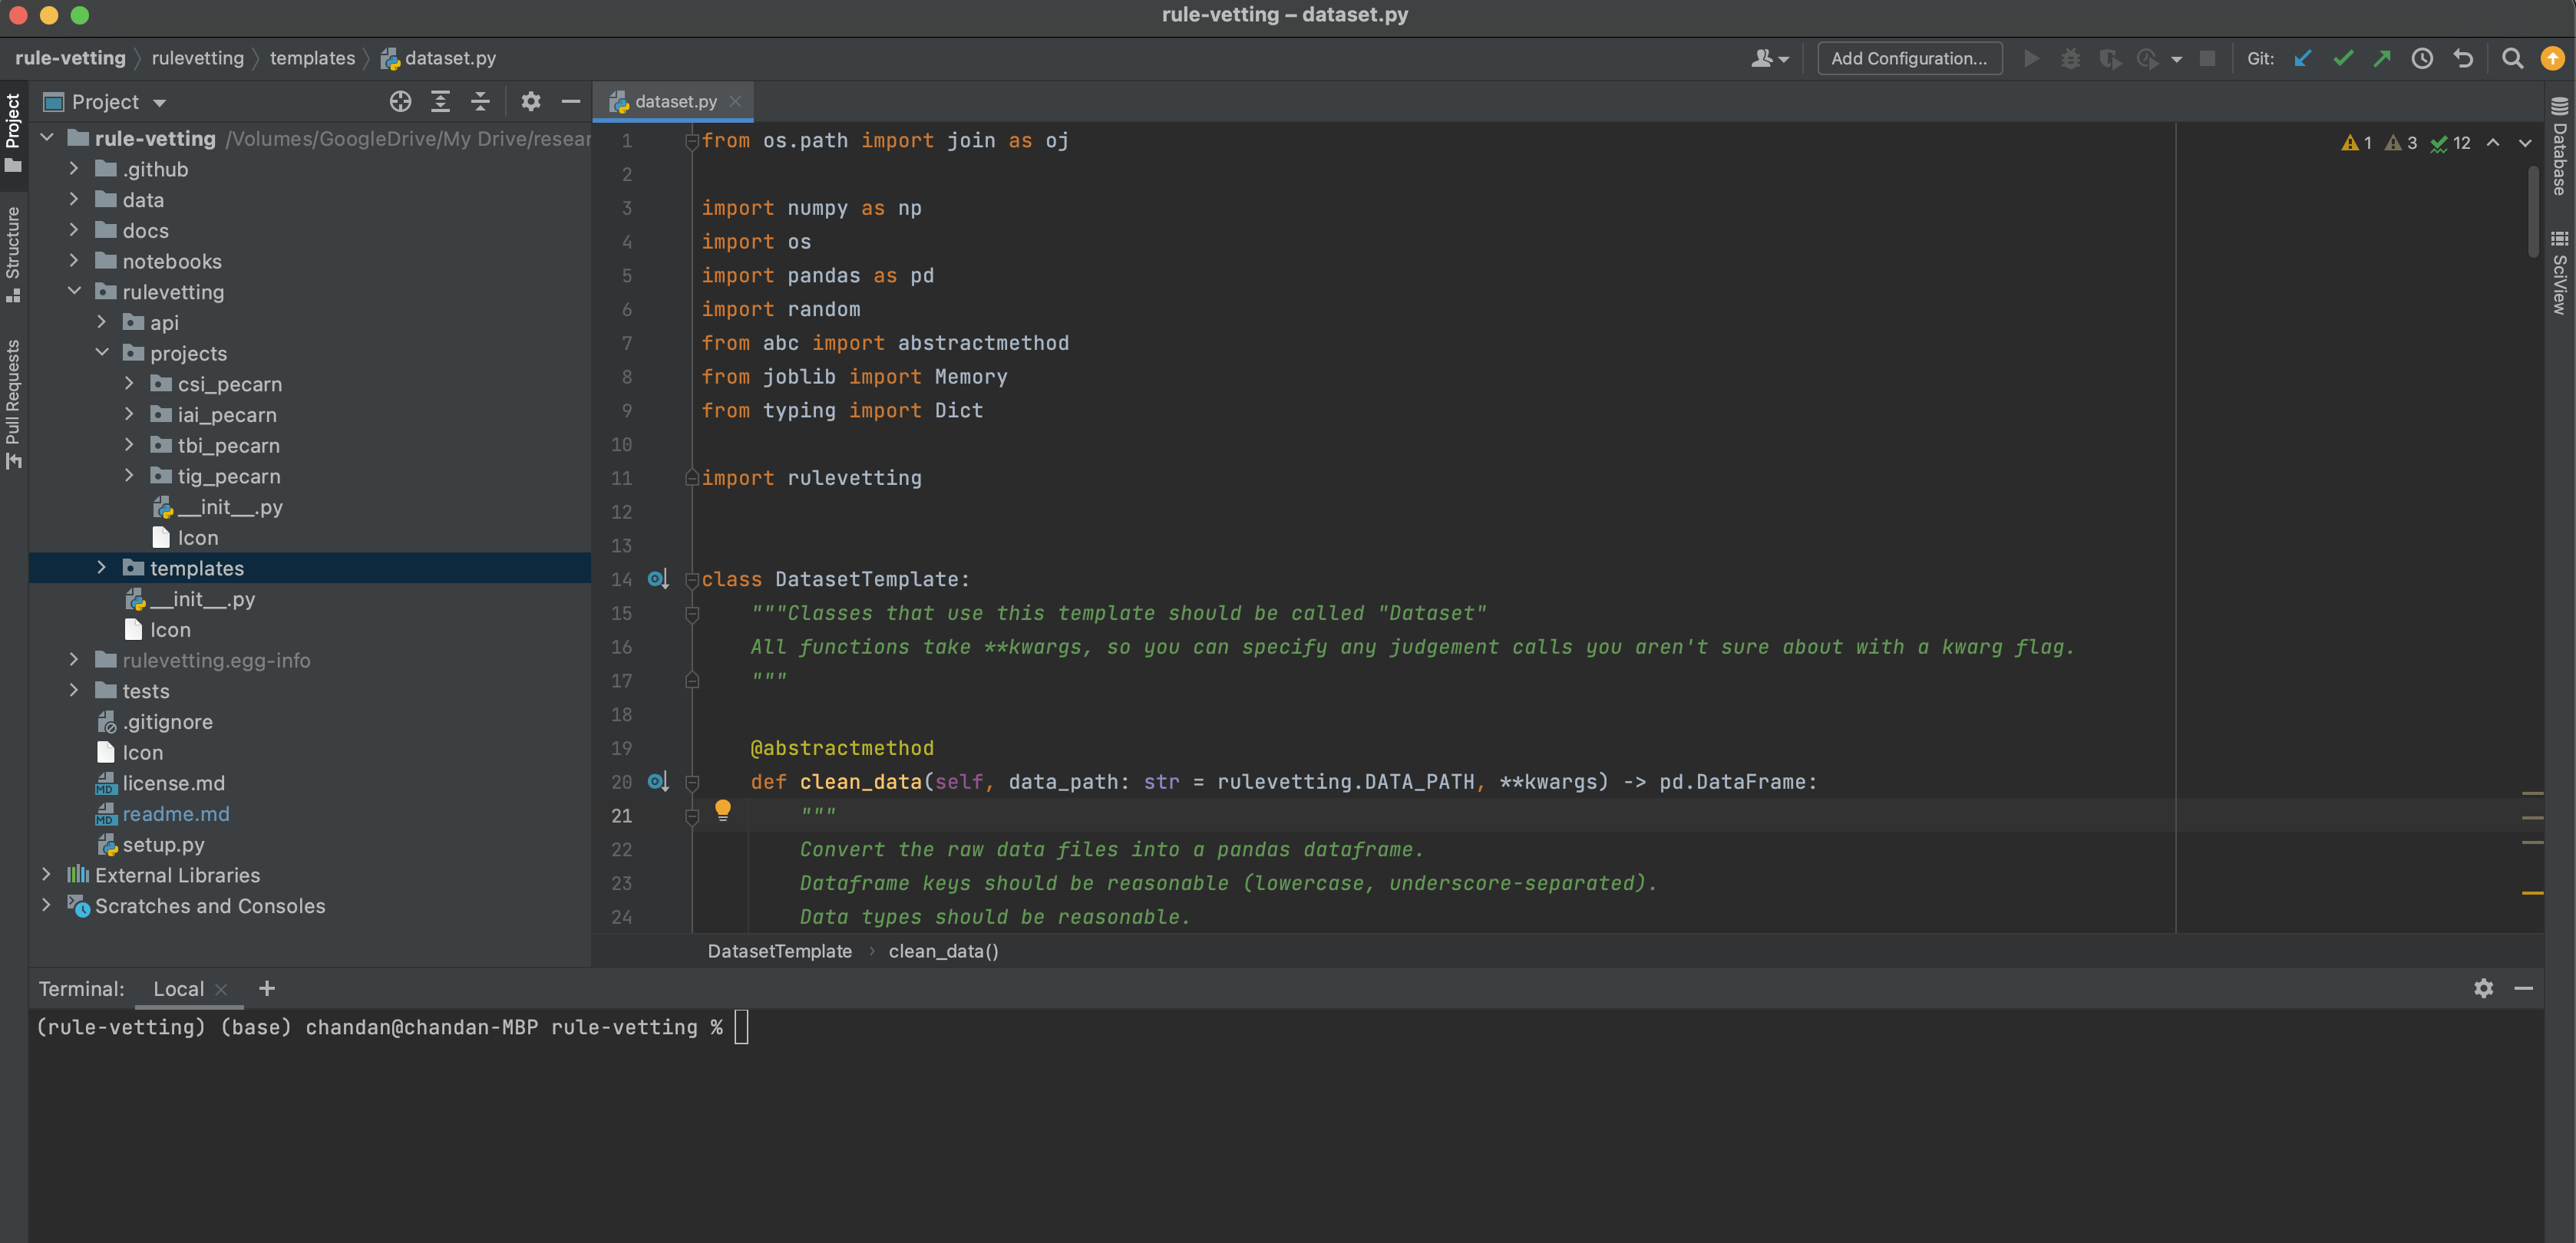 rule-vetting – dataset.py
rule-vetting rulevetting templates dataset.py
Add Configuration...
Git:
Project
dataset.py
Project
Structure
Pull Requests
rule-vetting /Volumes/GoogleDrive/My Drive/resear
.github
data
docs
notebooks
rulevetting
api
projects
csi_pecarn
iai_pecarn
tbi_pecarn
tig_pecarn
__init__.py
Icon
templates
__init__.py
Icon
rulevetting.egg-info
tests
.gitignore
Icon
license.md
readme.md
setup.py
External Libraries
Scratches and Consoles
1 from os.path import join as oj
2
3 import numpy as np
4 import os
5 import pandas as pd
6 import random
7 from abc import abstractmethod
8 from joblib import Memory
9 from typing import Dict
10
11 import rulevetting
12
13
14 class DatasetTemplate:
15 """Classes that use this template should be called "Dataset"
16 All functions take **kwargs, so you can specify any judgement calls you aren't sure about with a kwarg flag.
17 """
18
19 @abstractmethod
20 def clean_data(self, data_path: str = rulevetting.DATA_PATH, **kwargs) -> pd.DataFrame:
21 """
22 Convert the raw data files into a pandas dataframe.
23 Dataframe keys should be reasonable (lowercase, underscore-separated).
24 Data types should be reasonable.
1 3 12
Database
SciView
DatasetTemplate clean_data()
Terminal: Local
(rule-vetting) (base) chandan@chandan-MBP rule-vetting %